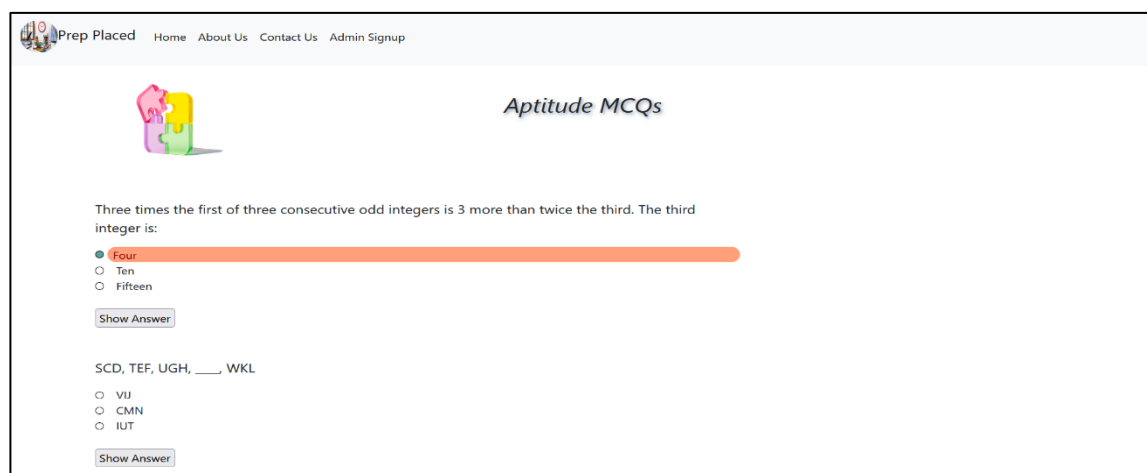 Prep Placed Home About Us Contact Us Admin Signup
Aptitude MCQs
Three times the first of three consecutive odd integers is 3 more than twice the third. The third
integer is:
Four
Ten
Fifteen
Show Answer
SCD, TEF, UGH, ____, WKL
VIJ
CMN
IUT
Show Answer